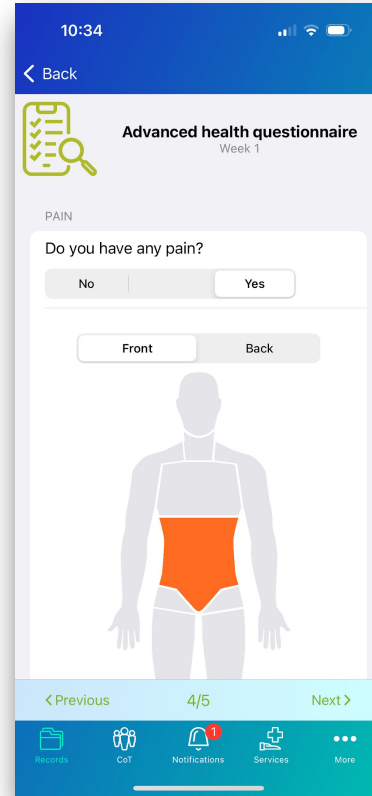 10:34
Back
Advanced health questionnaire
Week 1
PAIN
Do you have any pain?
No Yes
Front Back
Previous 4/5 Next
1
Records CoT Notifications Services More